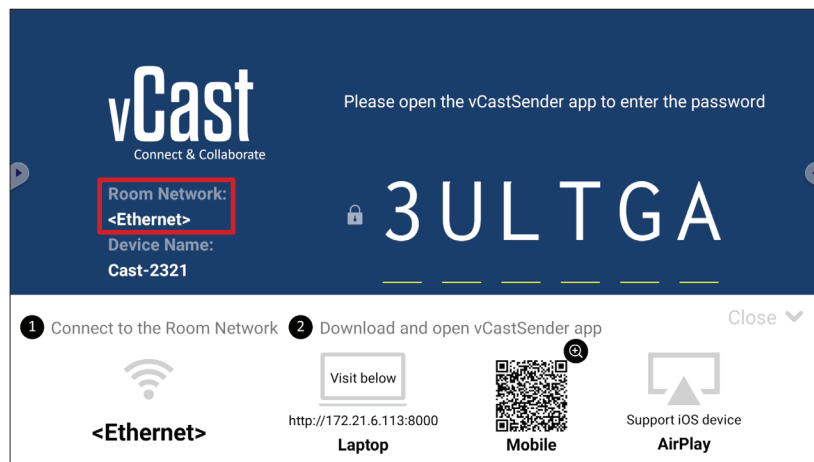 vCast
Connect & Collaborate
Please open the vCastSender app to enter the password
Room Network:
<Ethernet>
Device Name:
Cast-2321
3ULTGA
1 Connect to the Room Network
2 Download and open vCastSender app
Close
<Ethernet>
Visit below
http://172.21.6.113:8000
Laptop
Mobile
Support iOS device
AirPlay